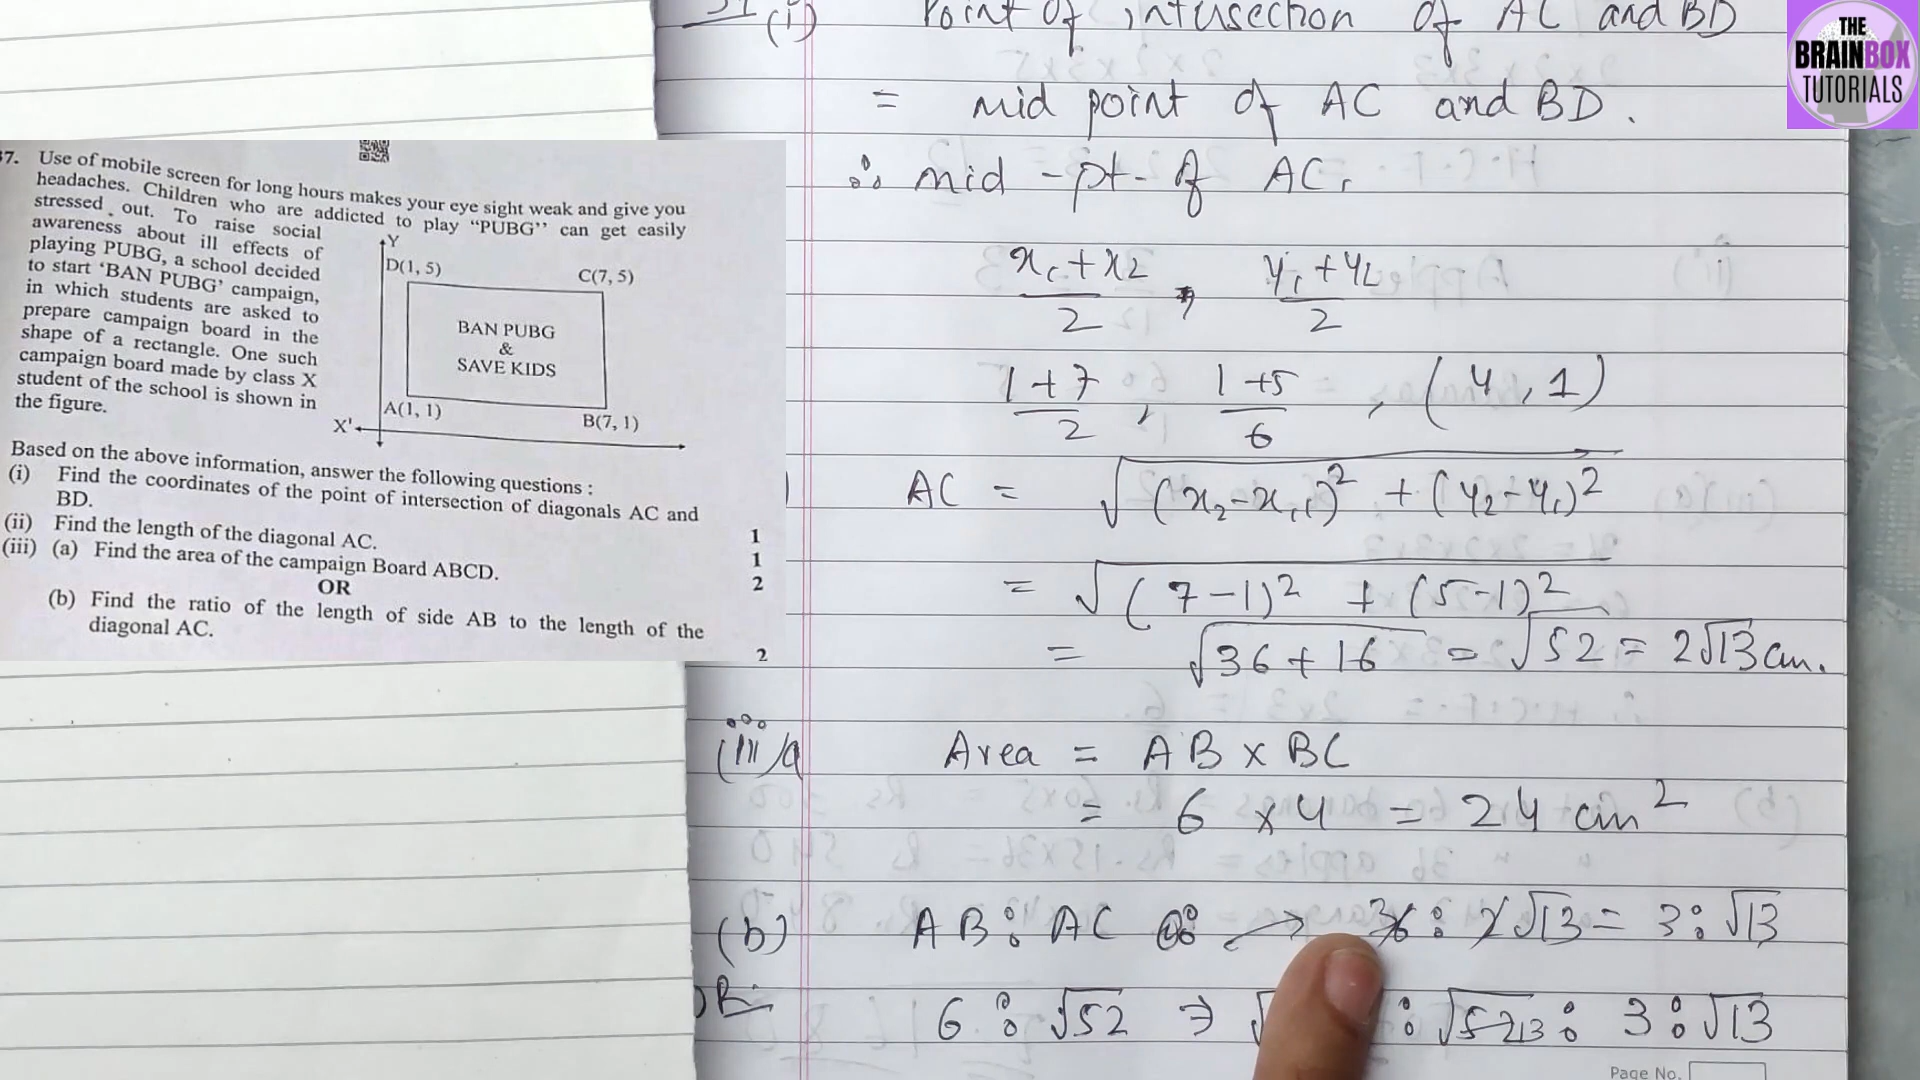 37. Use of mobile screen for long hours makes your eye sight weak and give you
headaches. Children who are addicted to play “PUBG” can get easily
stressed out. To raise social
awareness about ill effects of
playing PUBG, a school decided
to start ‘BAN PUBG’ campaign,
in which students are asked to
prepare campaign board in the
shape of a rectangle. One such
campaign board made by class X
student of the school is shown in
the figure.
Y
D(1, 5)
C(7, 5)
BAN PUBG
&
SAVE KIDS
A(1, 1)
B(7, 1)
X'
Based on the above information, answer the following questions :
(i) Find the coordinates of the point of intersection of diagonals AC and
BD. 1
(ii) Find the length of the diagonal AC. 1
(iii) (a) Find the area of the campaign Board ABCD. 2
OR
(b) Find the ratio of the length of side AB to the length of the
diagonal AC. 2
(i) Point of intusection of AC and BD
= mid point of AC and BD.
∴ mid-pt- of AC,
x₁+x₂/2 , y₁+y₂/2
1+7/2 , 1+5/6 , (4, 1)
AC = √(x₂-x₁)² + (y₂-y₁)²
= √(7-1)² + (5-1)²
= √36+16 = √52 = 2√13 cm.
(iii/a Area = AB x BC
= 6 x 4 = 24 cm²
(b) AB : AC → 36 : 2√13 = 3:√13
OR 6 : √52 ⇒ : √52 13 : 3:√13
Page No.
THE
BRAINBOX
TUTORIALS